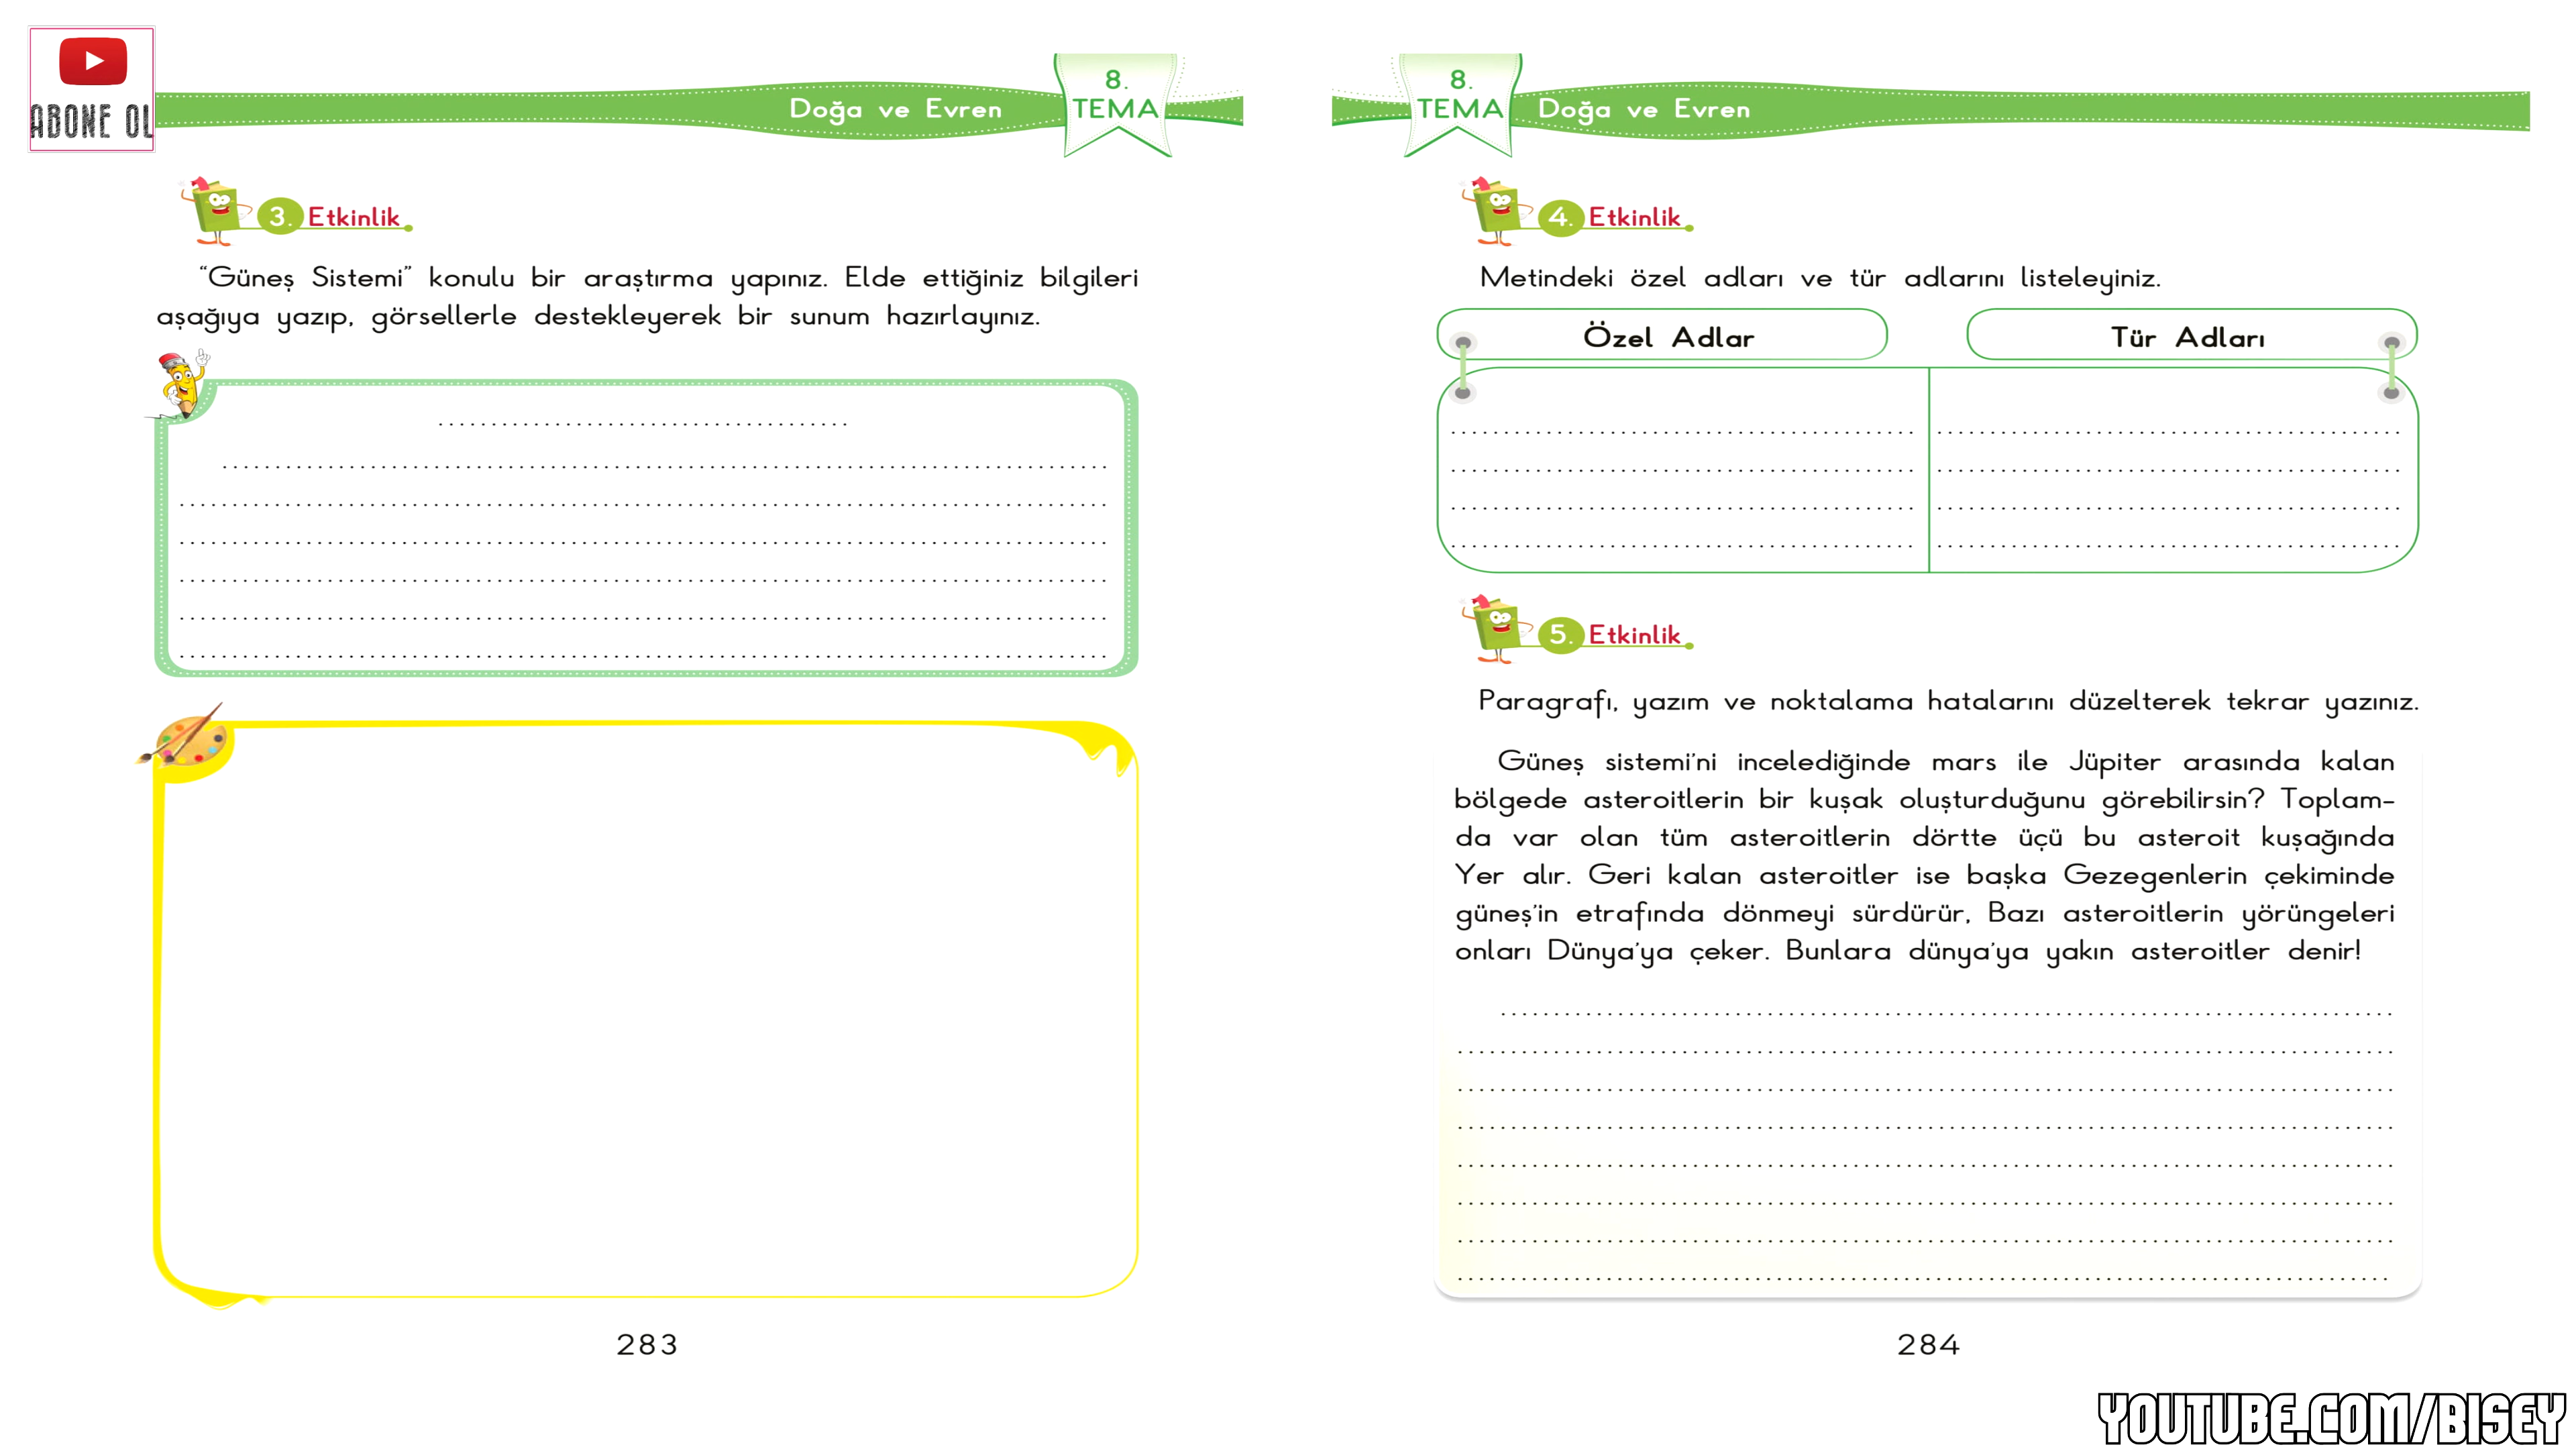 ABONE OL
Doğa ve Evren
8.
TEMA
3. Etkinlik
“Güneş Sistemi” konulu bir araştırma yapınız. Elde ettiğiniz bilgileri
aşağıya yazıp, görsellerle destekleyerek bir sunum hazırlayınız.
283
8.
TEMA
Doğa ve Evren
4. Etkinlik
Metindeki özel adları ve tür adlarını listeleyiniz.
Özel Adlar
Tür Adları
5. Etkinlik
Paragrafı, yazım ve noktalama hatalarını düzelterek tekrar yazınız.
Güneş sistemi’ni incelediğinde mars ile Jüpiter arasında kalan
bölgede asteroitlerin bir kuşak oluşturduğunu görebilirsin? Toplam-
da var olan tüm asteroitlerin dörtte üçü bu asteroit kuşağında
Yer alır. Geri kalan asteroitler ise başka Gezegenlerin çekiminde
güneş’in etrafında dönmeyi sürdürür, Bazı asteroitlerin yörüngeleri
onları Dünya’ya çeker. Bunlara dünya’ya yakın asteroitler denir!
284
YOUTUBE.COM/BISEY